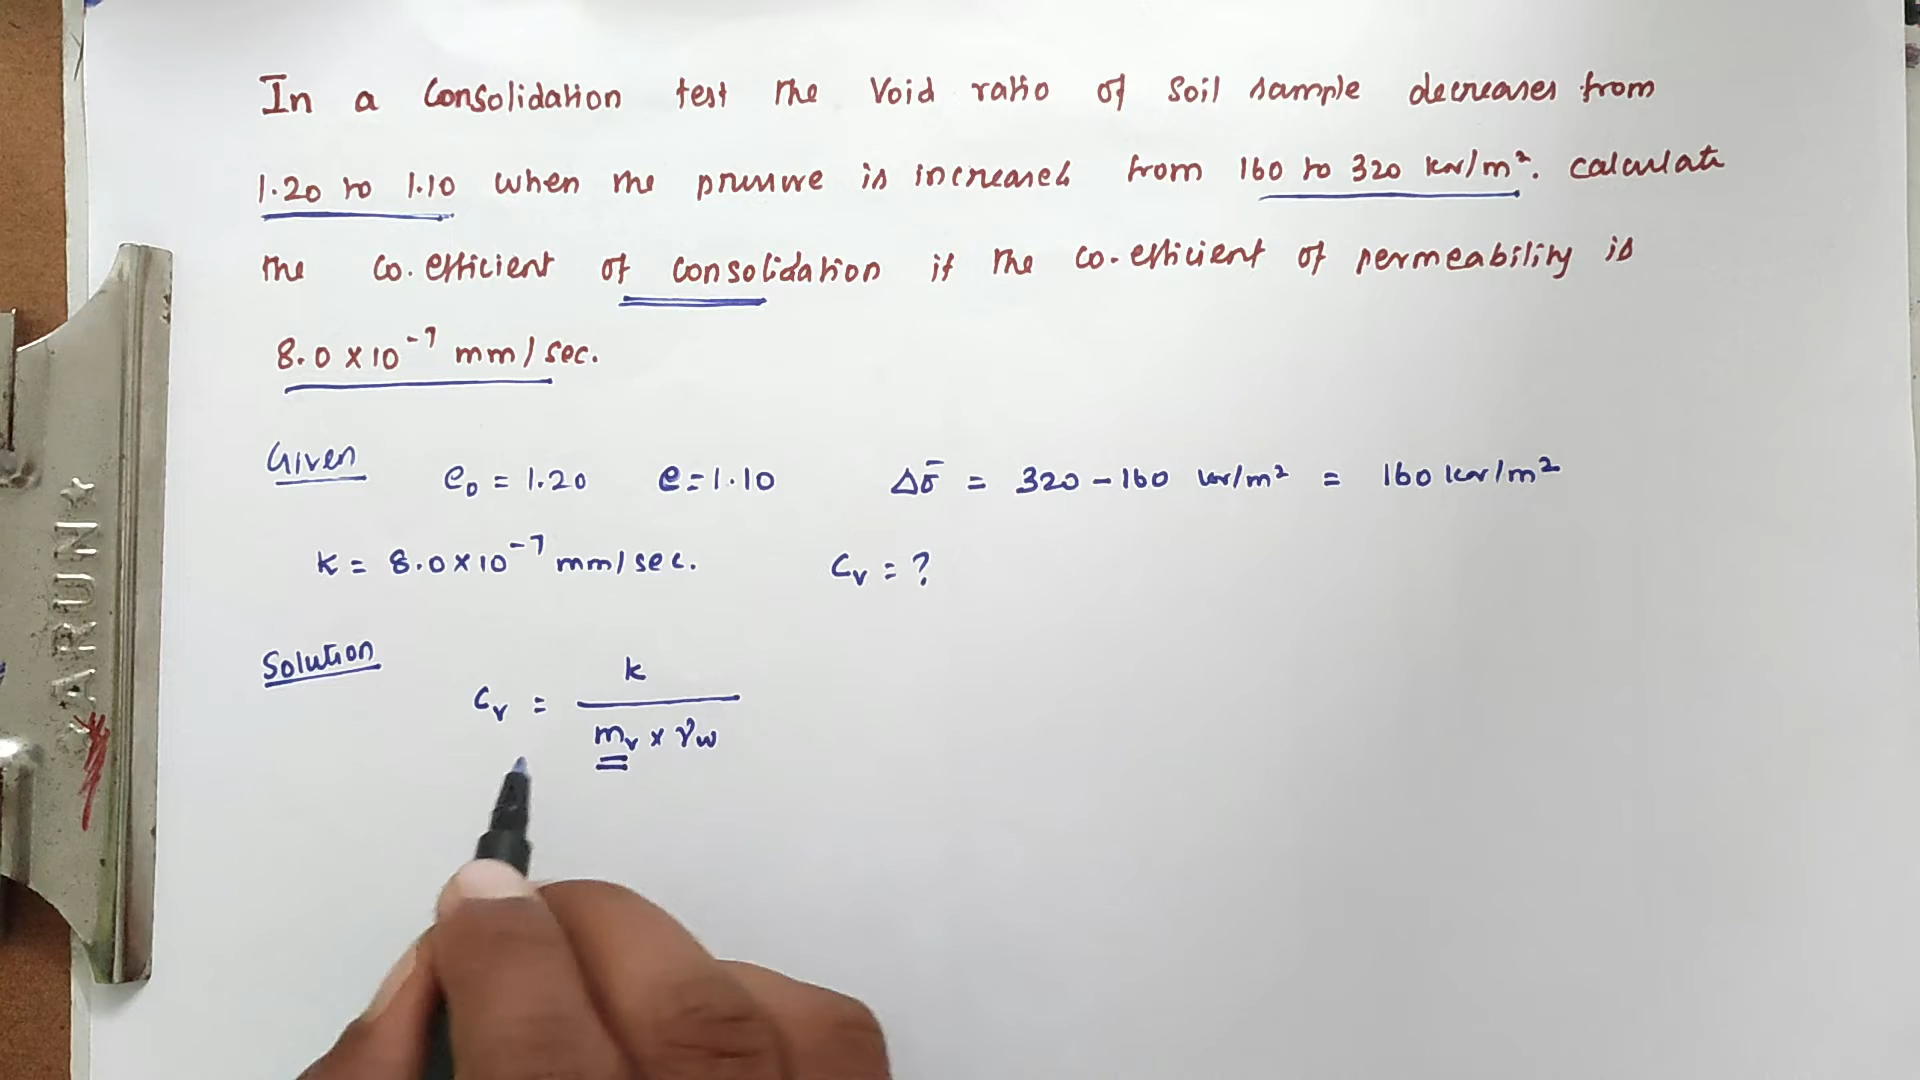 In a Consolidation test the Void ratio of Soil sample decreases from
1.20 to 1.10 when the pressure is increased from 160 to 320 kN/m². calculate
the co.efficient of consolidation if the co-efficient of permeability is
8.0 x 10⁻⁷ mm/sec.
Given e₀ = 1.20 e = 1.10 Δσ̄ = 320 - 160 kN/m² = 160 kN/m²
k = 8.0 x 10⁻⁷ mm/sec. Cᵥ = ?
Solution
Cᵥ = k / mᵥ x γw
ARUN